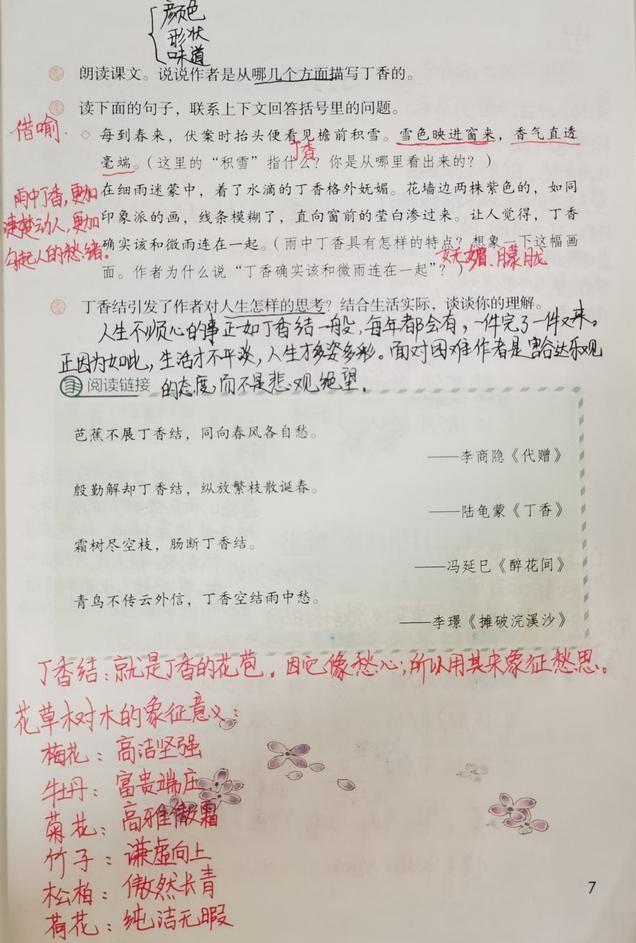 颜色
形状
味道
朗读课文。说说作者是从哪几个方面描写丁香的。
读下面的句子，联系上下文回答括号里的问题。
借喻
◇ 每到春来，伏案时抬头便看见檐前积雪。雪色映进窗来，香气直透
丁香
毫端。（这里的“积雪”指什么？你是从哪里看出来的？）
雨中丁香，更加
凄楚动人，更加
勾起人的愁绪。
在细雨迷蒙中，着了水滴的丁香格外妩媚。花墙边两株紫色的，如同
印象派的画，线条模糊了，直向窗前的莹白渗过来。让人觉得，丁香
确实该和微雨连在一起。（雨中丁香具有怎样的特点？想象一下这幅画
妩媚、朦胧
面。作者为什么说“丁香确实该和微雨连在一起”？）
丁香结引发了作者对人生怎样的思考？结合生活实际，谈谈你的理解。
人生不顺心的事正如丁香结一般，每年都会有，一件完了一件又来。
正因为如此，生活才不平淡，人生才多姿多彩。面对困难作者是豁达乐观
的态度，而不是悲观绝望。
阅读链接
芭蕉不展丁香结，同向春风各自愁。
——李商隐《代赠》
殷勤解却丁香结，纵放繁枝散诞春。
——陆龟蒙《丁香》
霜树尽空枝，肠断丁香结。
——冯延巳《醉花间》
青鸟不传云外信，丁香空结雨中愁。
——李璟《摊破浣溪沙》
丁香结：就是丁香的花苞。因它像愁心，所以用其来象征愁思。
花草树木的象征意义：
梅花：高洁坚强
牡丹：富贵端庄
菊花：高雅傲霜
竹子：谦虚向上
松柏：傲然长青
荷花：纯洁无暇
7